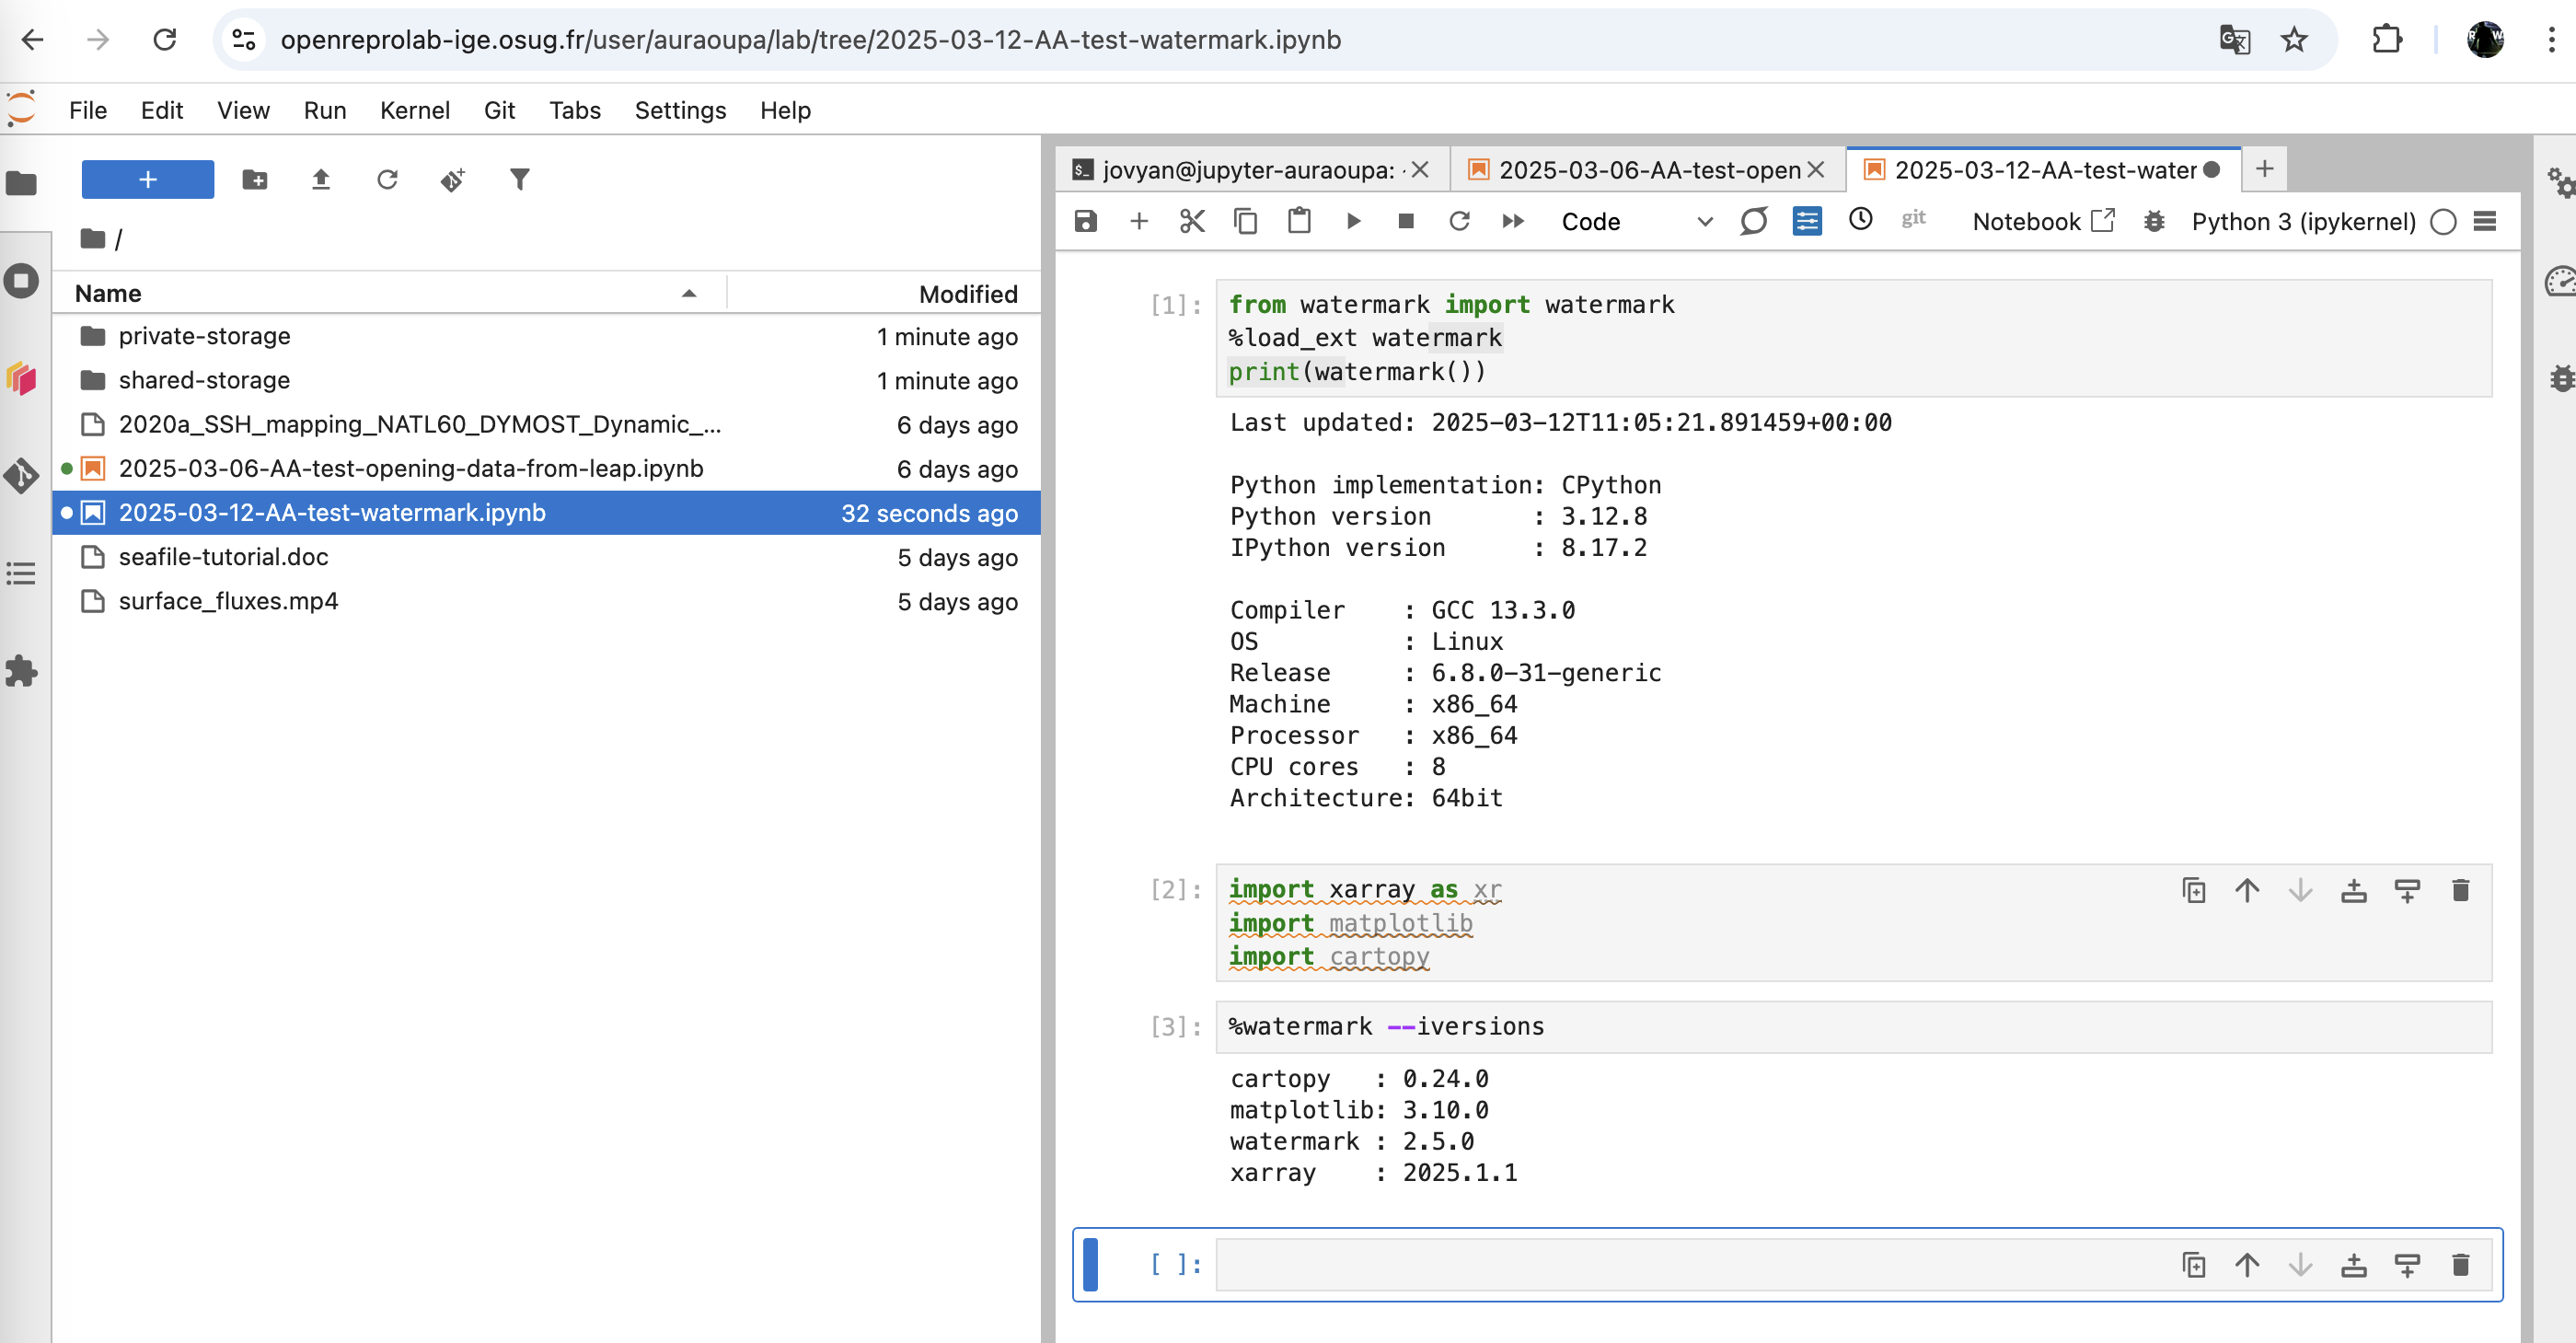 openreprolab-ige.osug.fr/user/auraoupa/lab/tree/2025-03-12-AA-test-watermark.ipynb
File Edit View Run Kernel Git Tabs Settings Help
/
Name Modified
private-storage 1 minute ago
shared-storage 1 minute ago
2020a_SSH_mapping_NATL60_DYMOST_Dynamic_... 6 days ago
2025-03-06-AA-test-opening-data-from-leap.ipynb 6 days ago
2025-03-12-AA-test-watermark.ipynb 32 seconds ago
seafile-tutorial.doc 5 days ago
surface_fluxes.mp4 5 days ago
jovyan@jupyter-auraoupa: 2025-03-06-AA-test-open 2025-03-12-AA-test-water
Code git Notebook Python 3 (ipykernel)
[1]: from watermark import watermark
%load_ext watermark
print(watermark())
Last updated: 2025-03-12T11:05:21.891459+00:00
Python implementation: CPython
Python version : 3.12.8
IPython version : 8.17.2
Compiler : GCC 13.3.0
OS : Linux
Release : 6.8.0-31-generic
Machine : x86_64
Processor : x86_64
CPU cores : 8
Architecture: 64bit
[2]: import xarray as xr
import matplotlib
import cartopy
[3]: %watermark --iversions
cartopy : 0.24.0
matplotlib: 3.10.0
watermark : 2.5.0
xarray : 2025.1.1
[ ]: